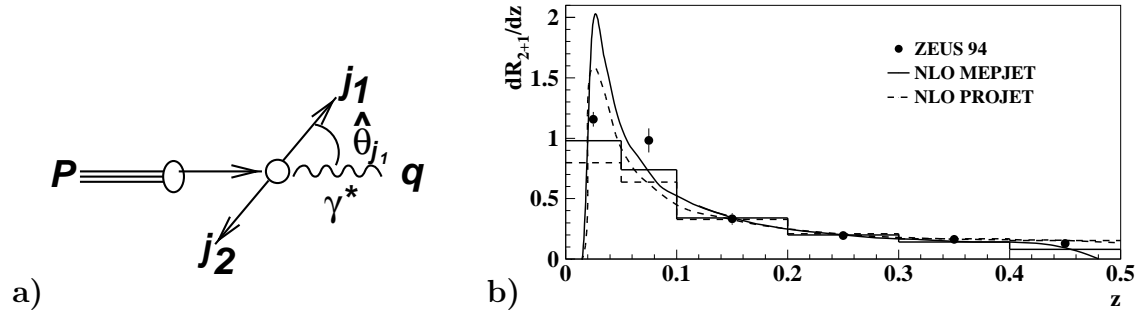 a)
P
j1
j2
θ̂j1
γ*
q
b)
dR2+1/dz
2
1.5
1
0.5
0
ZEUS 94
NLO MEPJET
NLO PROJET
0 0.1 0.2 0.3 0.4 0.5
z